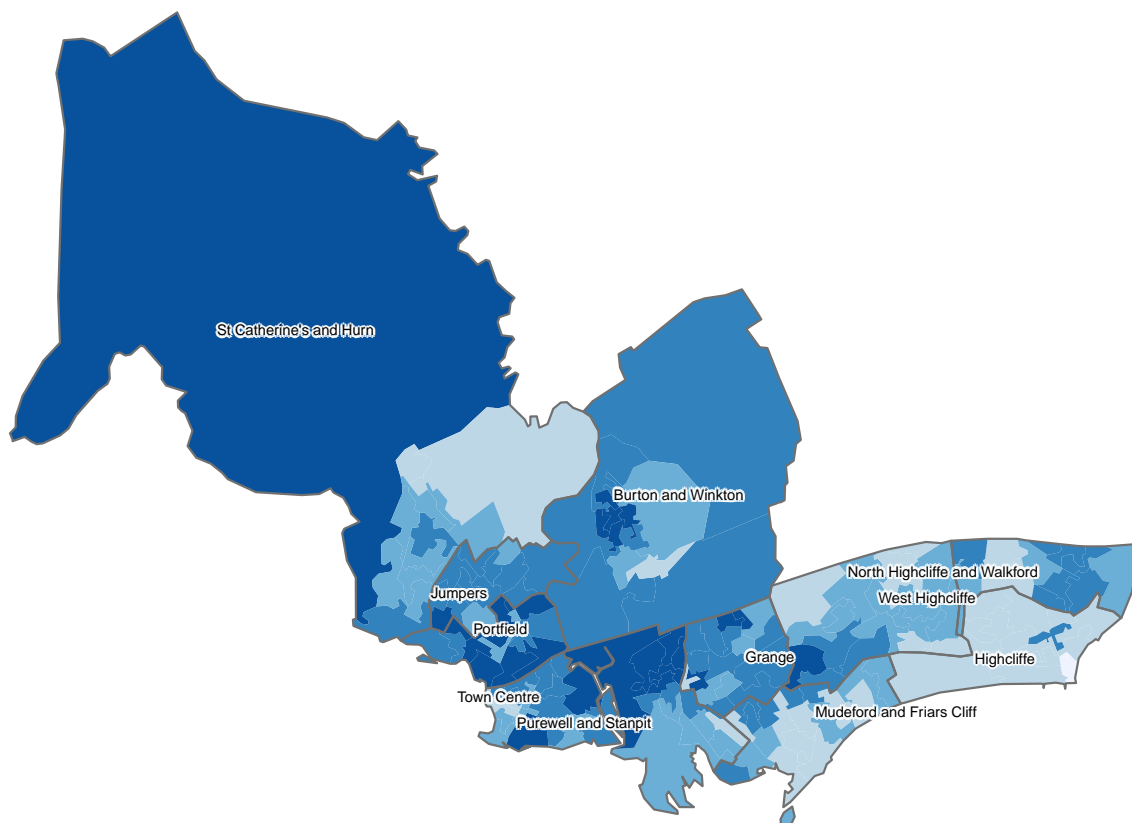 St Catherine's and Hurn
Burton and Winkton
North Highcliffe and Walkford
Jumpers
West Highcliffe
Portfield
Grange
Highcliffe
Town Centre
Mudeford and Friars Cliff
Purewell and Stanpit